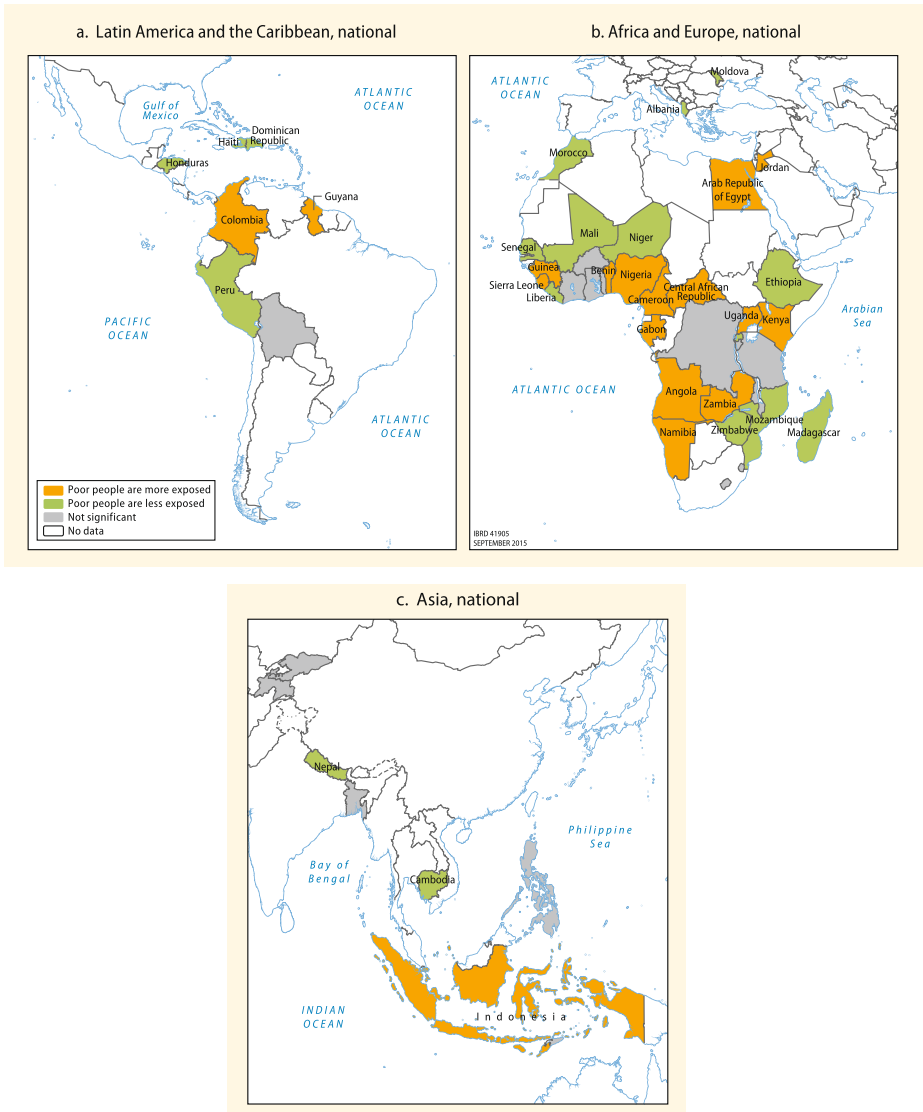 a. Latin America and the Caribbean, national
Gulf of
Mexico
ATLANTIC
OCEAN
Dominican
Republic
Haiti
Honduras
Guyana
Colombia
Peru
PACIFIC
OCEAN
ATLANTIC
OCEAN
Poor people are more exposed
Poor people are less exposed
Not significant
No data
b. Africa and Europe, national
ATLANTIC
OCEAN
Moldova
Albania
Morocco
Jordan
Arab Republic
of Egypt
Mali
Niger
Senegal
Guinea
Benin
Nigeria
Ethiopia
Sierra Leone
Liberia
Cameroon
Central African
Republic
Uganda
Kenya
Arabian
Sea
Gabon
ATLANTIC OCEAN
Angola
Zambia
Mozambique
Namibia
Zimbabwe
Madagascar
IBRD 41905
SEPTEMBER 2015
c. Asia, national
Nepal
Philippine
Sea
Bay of
Bengal
Cambodia
INDIAN
OCEAN
Indonesia